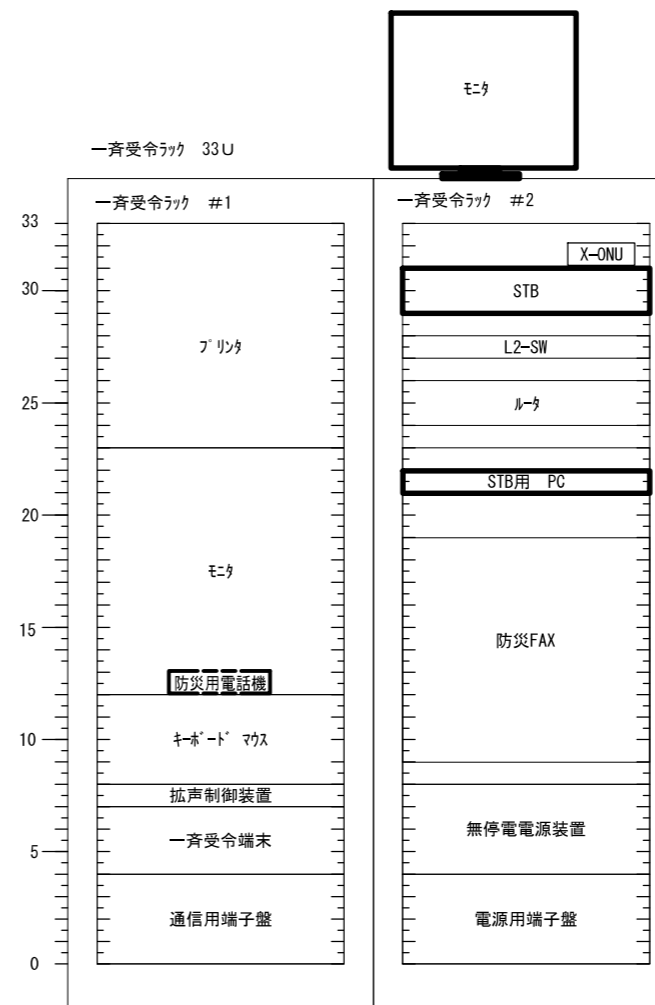 モニタ
一斉受令ﾗｯｸ 33U
一斉受令ﾗｯｸ #1
一斉受令ﾗｯｸ #2
33
X-ONU
30
STB
ﾌﾟﾘﾝﾀ
L2-SW
25
ﾙｰﾀ
STB用 PC
20
ﾓﾆﾀ
15
防災FAX
防災用電話機
10
ｷｰﾎﾞｰﾄﾞ ﾏｳｽ
拡声制御装置
無停電電源装置
5
一斉受令端末
通信用端子盤
電源用端子盤
0